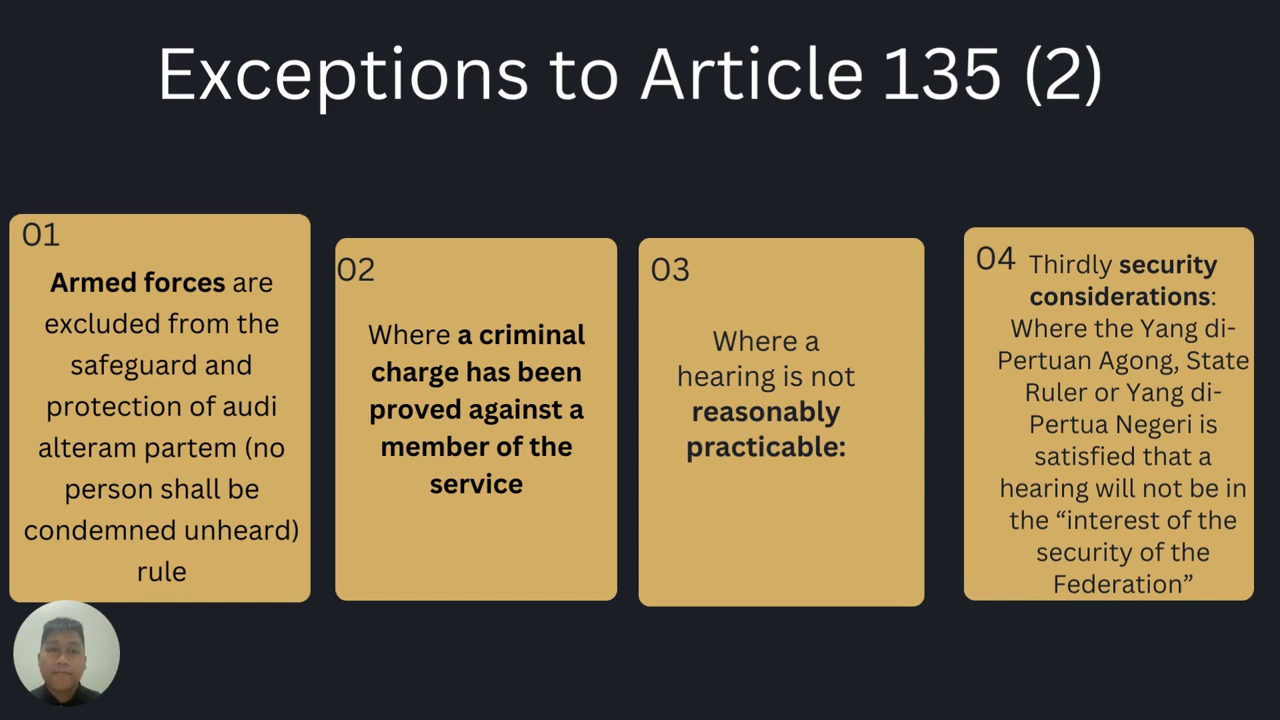 Exceptions to Article 135 (2)
01
Armed forces are
excluded from the
safeguard and
protection of audi
alteram partem (no
person shall be
condemned unheard)
rule
02
Where a criminal
charge has been
proved against a
member of the
service
03
Where a
hearing is not
reasonably
practicable:
04
Thirdly security
considerations:
Where the Yang di-
Pertuan Agong, State
Ruler or Yang di-
Pertua Negeri is
satisfied that a
hearing will not be in
the “interest of the
security of the
Federation”